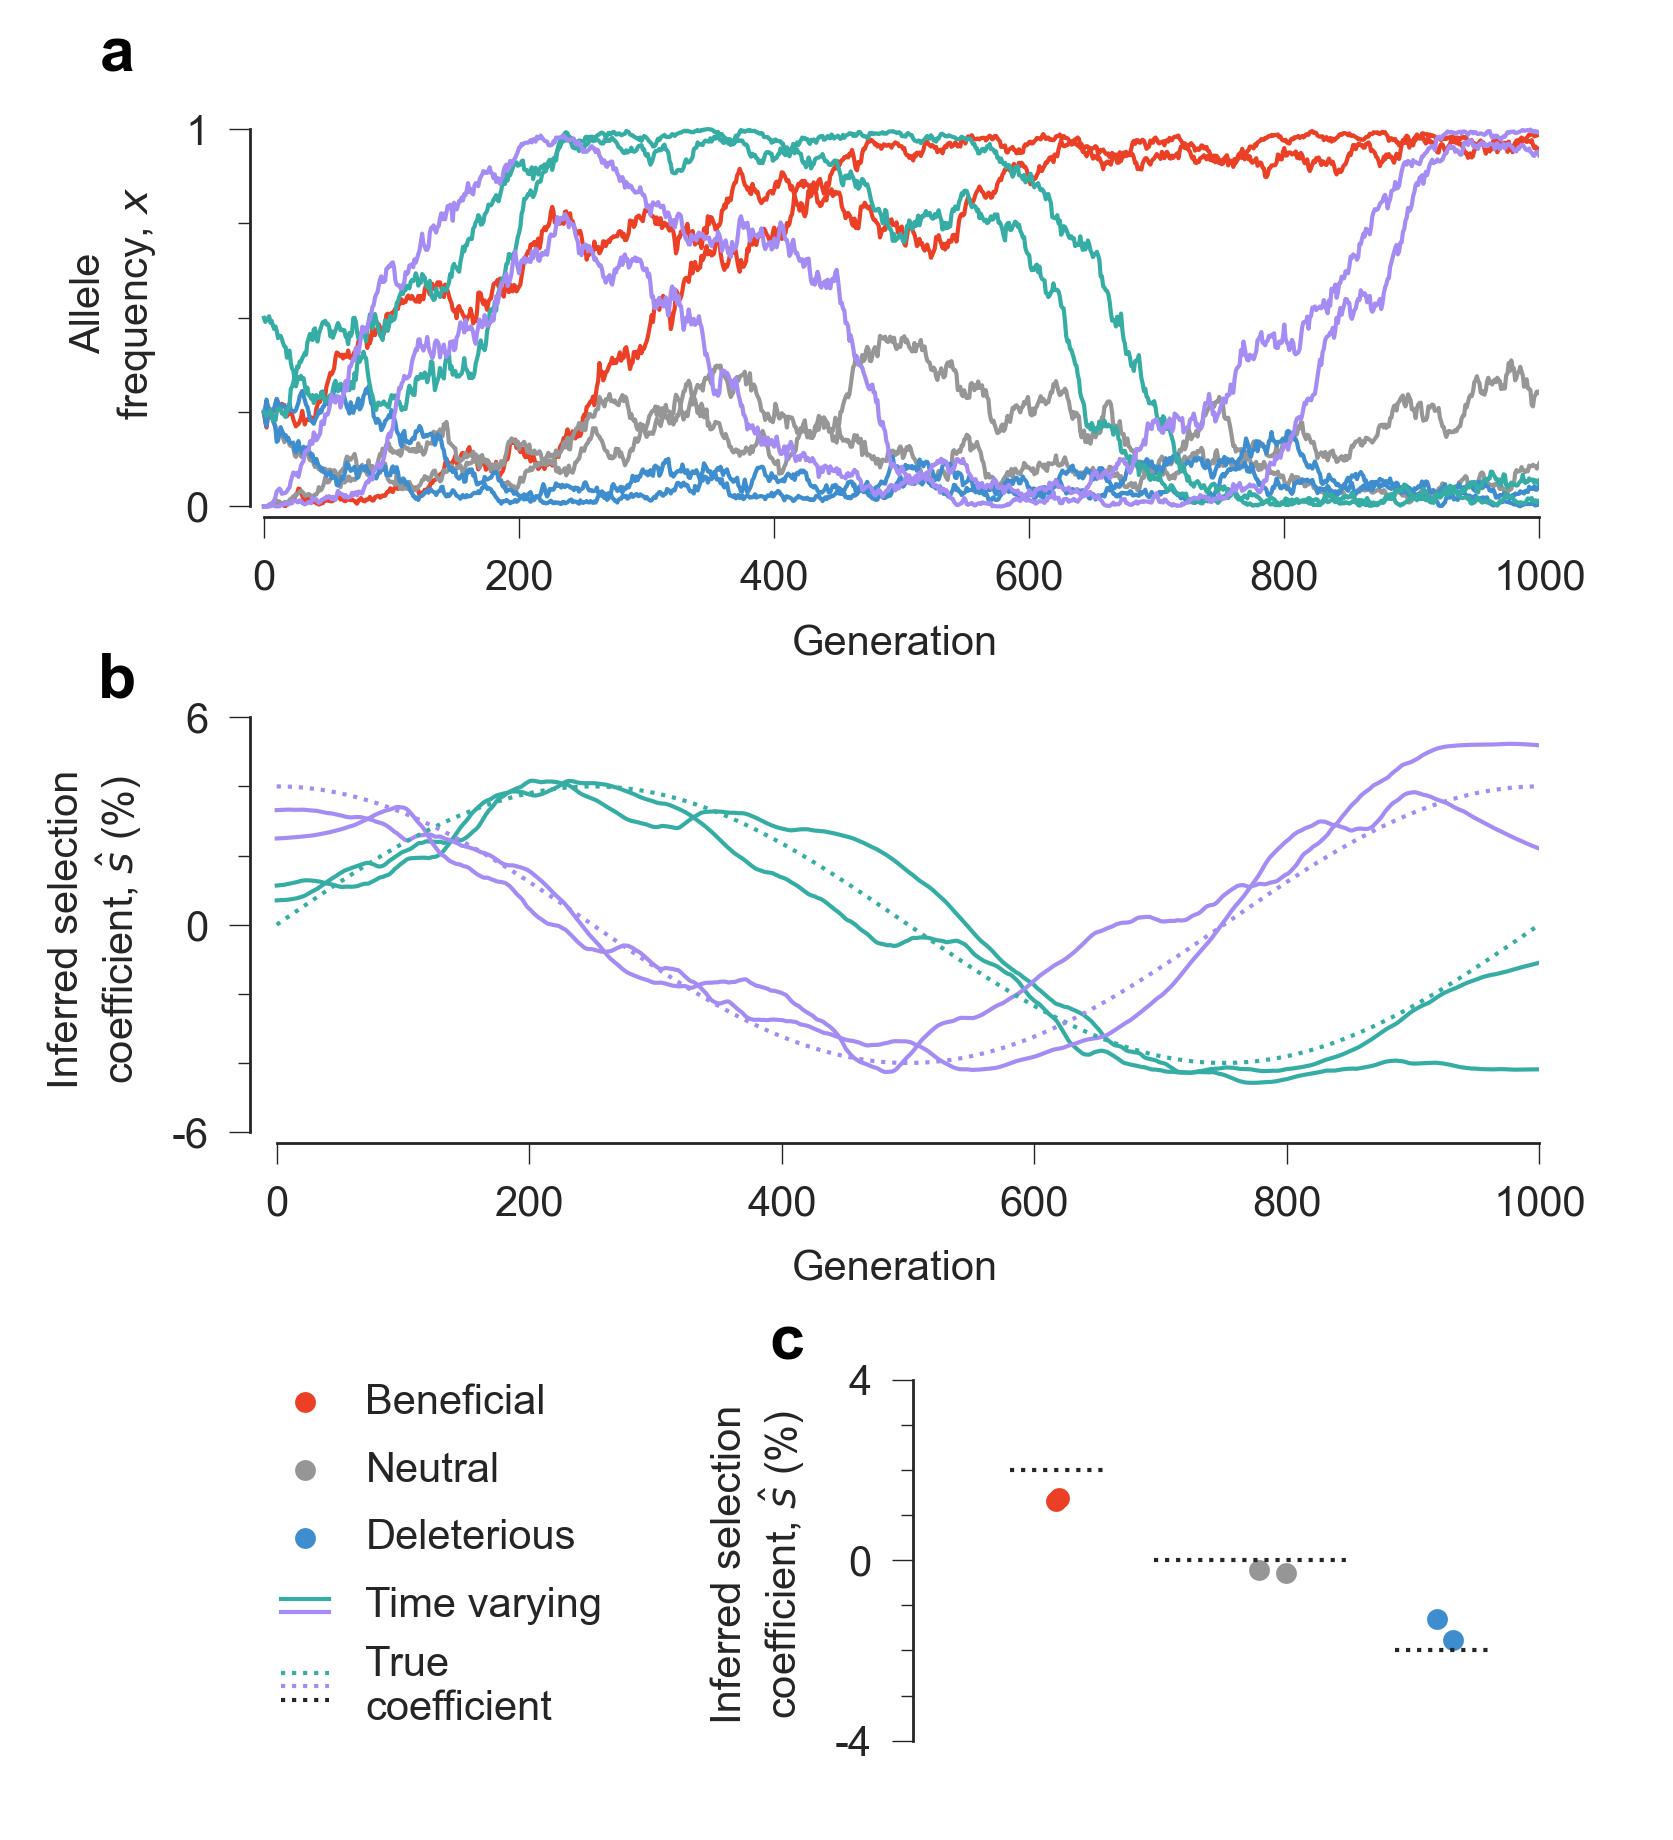 a
Allele
frequency, x
1
0
0 200 400 600 800 1000
Generation
b
Inferred selection
coefficient, ŝ (%)
6
0
-6
0 200 400 600 800 1000
Generation
Beneficial
Neutral
Deleterious
Time varying
True
coefficient
c
Inferred selection
coefficient, ŝ (%)
4
0
-4